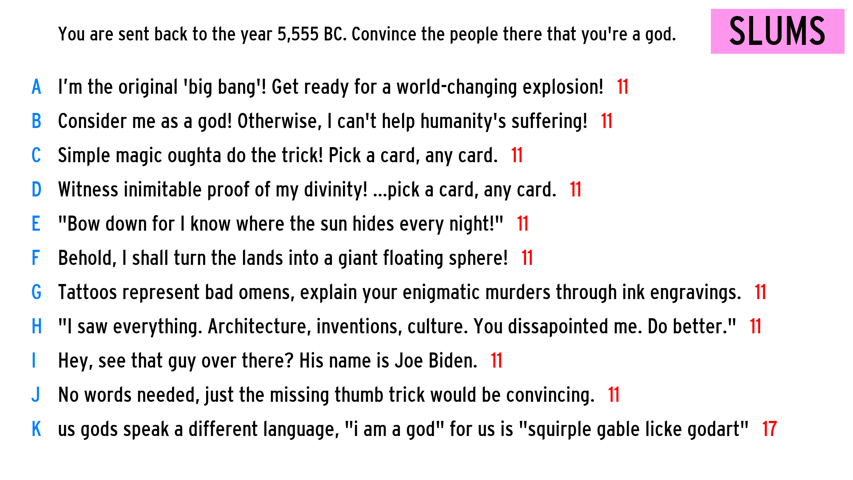 You are sent back to the year 5,555 BC. Convince the people there that you're a god.
SLUMS
A I'm the original 'big bang'! Get ready for a world-changing explosion! 11
B Consider me as a god! Otherwise, I can't help humanity's suffering! 11
C Simple magic oughta do the trick! Pick a card, any card. 11
D Witness inimitable proof of my divinity! ...pick a card, any card. 11
E "Bow down for I know where the sun hides every night!" 11
F Behold, I shall turn the lands into a giant floating sphere! 11
G Tattoos represent bad omens, explain your enigmatic murders through ink engravings. 11
H "I saw everything. Architecture, inventions, culture. You dissapointed me. Do better." 11
I Hey, see that guy over there? His name is Joe Biden. 11
J No words needed, just the missing thumb trick would be convincing. 11
K us gods speak a different language, "i am a god" for us is "squirple gable licke godart" 17